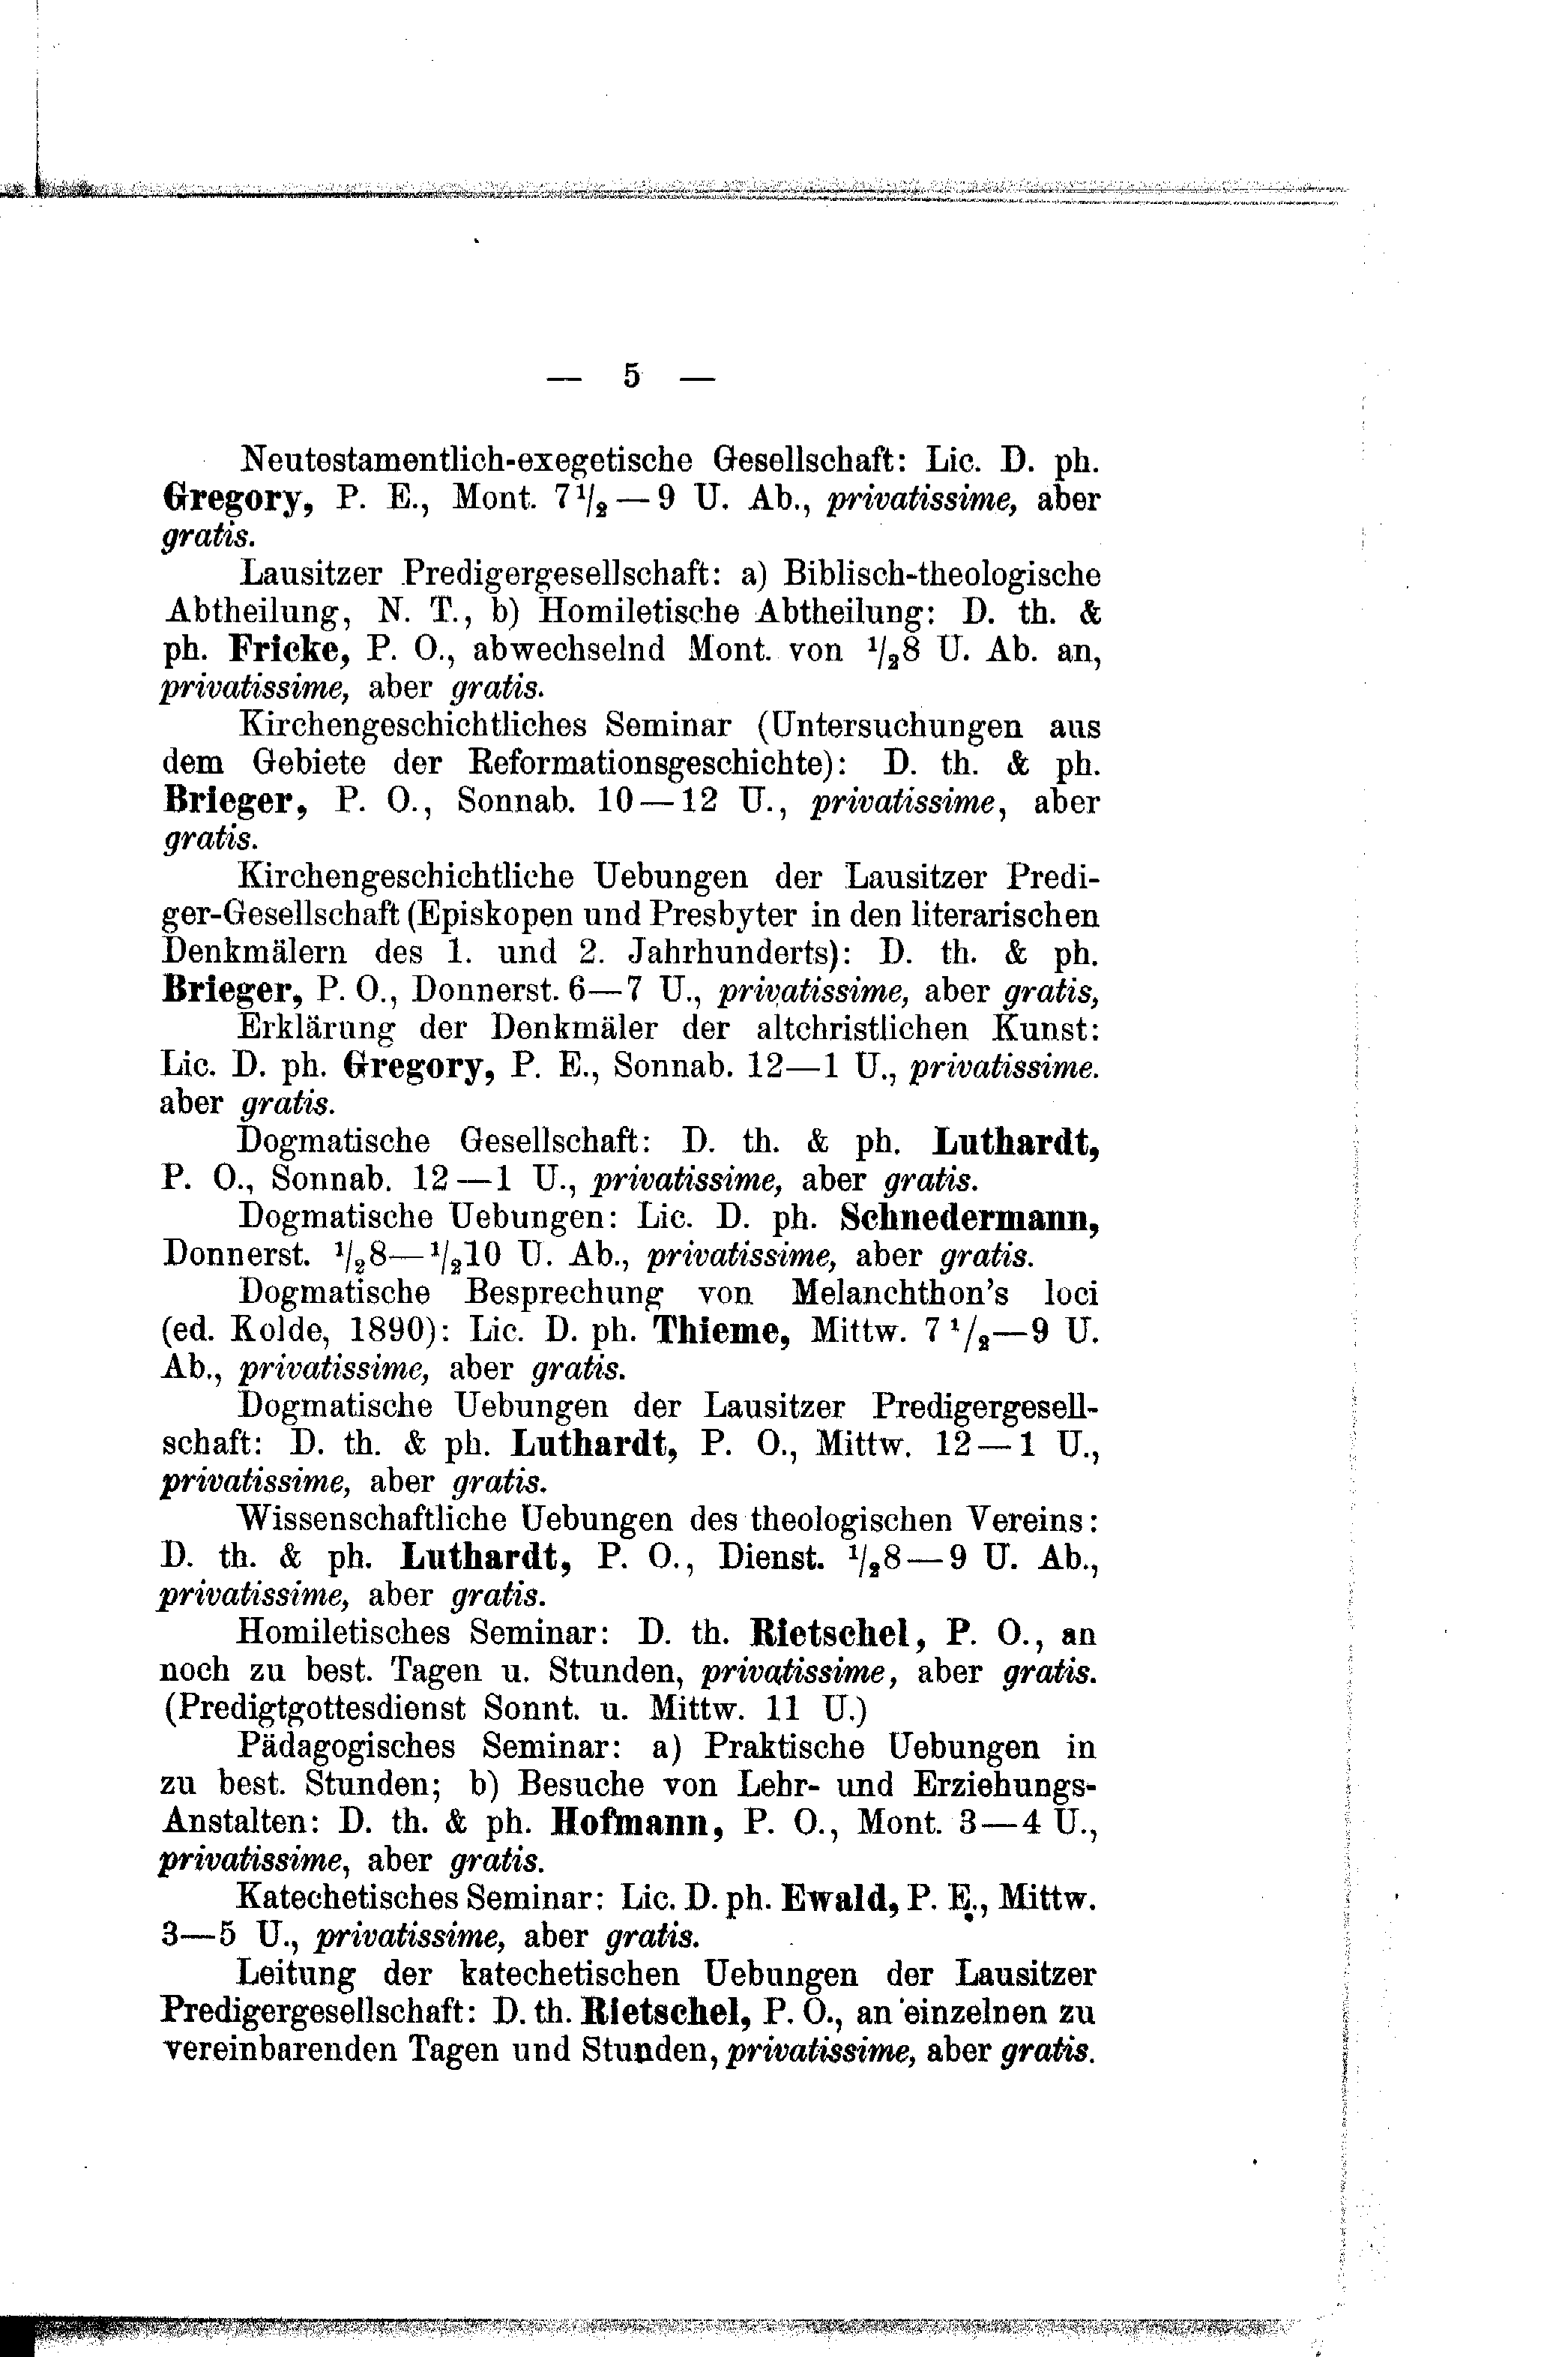 — 5 —
Neutestamentlich-exegetische Gesellschaft: Lic. D. ph.
Gregory, P. E., Mont. 7 1/2 — 9 U. Ab., privatissime, aber
gratis.
Lausitzer Predigergesellschaft: a) Biblisch-theologische
Abtheilung, N. T., b) Homiletische Abtheilung: D. th. &
ph. Fricke, P. O., abwechselnd Mont. von 1/2 8 U. Ab. an,
privatissime, aber gratis.
Kirchengeschichtliches Seminar (Untersuchungen aus
dem Gebiete der Reformationsgeschichte): D. th. & ph.
Brieger, P. O., Sonnab. 10 — 12 U., privatissime, aber
gratis.
Kirchengeschichtliche Uebungen der Lausitzer Predi-
ger-Gesellschaft (Episkopen und Presbyter in den literarischen
Denkmälern des 1. und 2. Jahrhunderts): D. th. & ph.
Brieger, P. O., Donnerst. 6—7 U., privatissime, aber gratis,
Erklärung der Denkmäler der altchristlichen Kunst:
Lic. D. ph. Gregory, P. E., Sonnab. 12—1 U., privatissime.
aber gratis.
Dogmatische Gesellschaft: D. th. & ph. Luthardt,
P. O., Sonnab. 12 — 1 U., privatissime, aber gratis.
Dogmatische Uebungen: Lic. D. ph. Schnedermann,
Donnerst. 1/2 8—1/2 10 U. Ab., privatissime, aber gratis.
Dogmatische Besprechung von Melanchthon's loci
(ed. Kolde, 1890): Lic. D. ph. Thieme, Mittw. 7 1/2—9 U.
Ab., privatissime, aber gratis.
Dogmatische Uebungen der Lausitzer Predigergesell-
schaft: D. th. & ph. Luthardt, P. O., Mittw. 12 — 1 U.,
privatissime, aber gratis.
Wissenschaftliche Uebungen des theologischen Vereins:
D. th. & ph. Luthardt, P. O., Dienst. 1/2 8 — 9 U. Ab.,
privatissime, aber gratis.
Homiletisches Seminar: D. th. Rietschel, P. O., an
noch zu best. Tagen u. Stunden, privatissime, aber gratis.
(Predigtgottesdienst Sonnt. u. Mittw. 11 U.)
Pädagogisches Seminar: a) Praktische Uebungen in
zu best. Stunden; b) Besuche von Lehr- und Erziehungs-
Anstalten: D. th. & ph. Hofmann, P. O., Mont. 3—4 U.,
privatissime, aber gratis.
Katechetisches Seminar: Lic. D. ph. Ewald, P. E., Mittw.
3—5 U., privatissime, aber gratis.
Leitung der katechetischen Uebungen der Lausitzer
Predigergesellschaft: D. th. Rietschel, P. O., an einzelnen zu
vereinbarenden Tagen und Stunden, privatissime, aber gratis.